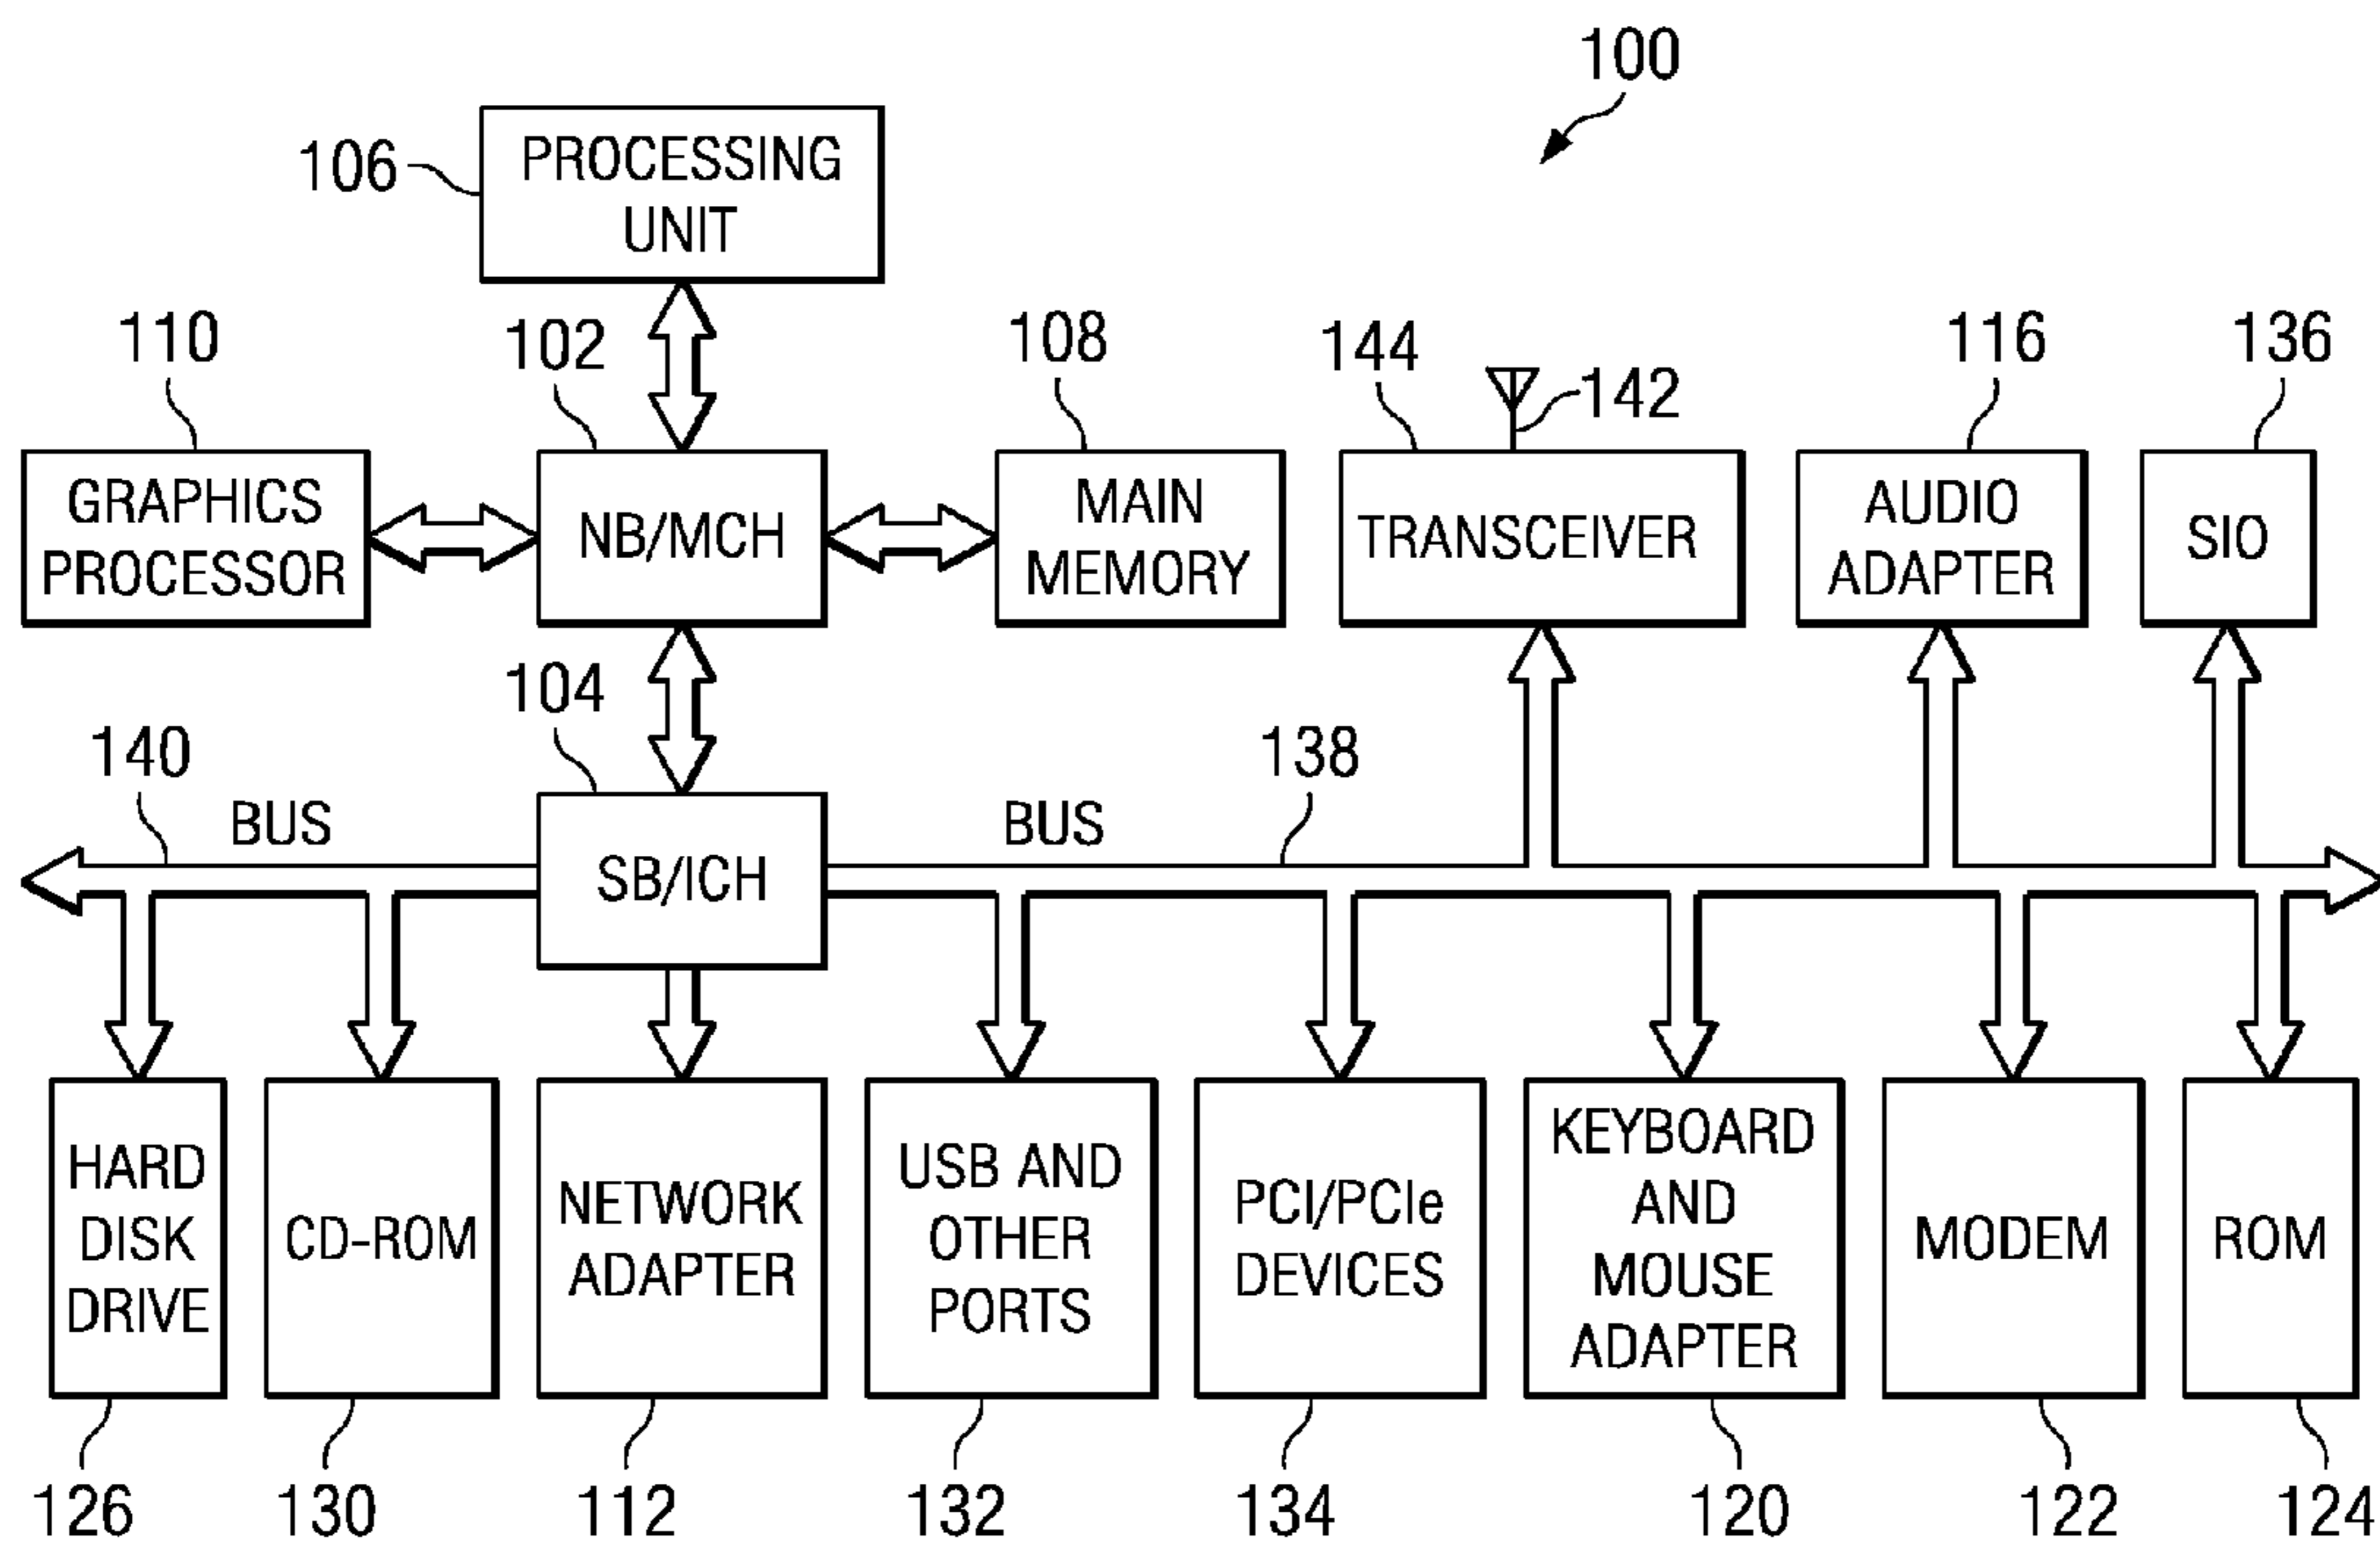 100
106
PROCESSING
UNIT
110
102
108
144
142
116
136
GRAPHICS
PROCESSOR
NB/MCH
MAIN
MEMORY
TRANSCEIVER
AUDIO
ADAPTER
SIO
104
140
BUS
BUS
138
SB/ICH
HARD
DISK
DRIVE
CD-ROM
NETWORK
ADAPTER
USB AND
OTHER
PORTS
PCI/PCIe
DEVICES
KEYBOARD
AND
MOUSE
ADAPTER
MODEM
ROM
126
130
112
132
134
120
122
124